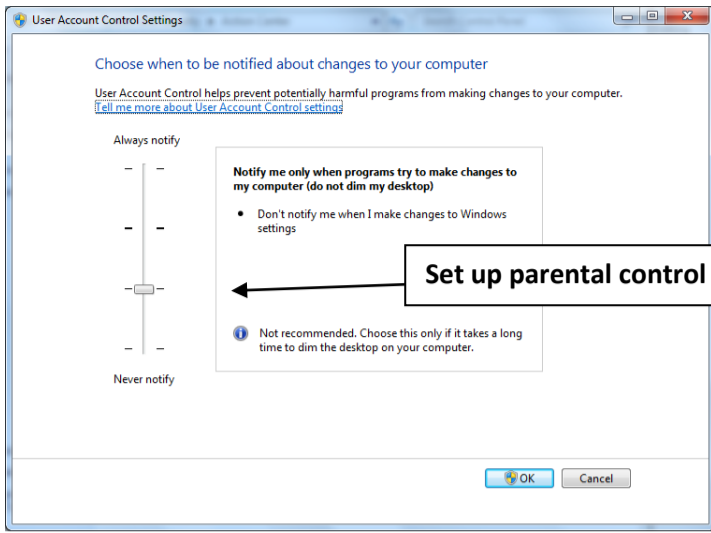 User Account Control Settings
Choose when to be notified about changes to your computer
User Account Control helps prevent potentially harmful programs from making changes to your computer.
Tell me more about User Account Control settings
Always notify
Notify me only when programs try to make changes to
my computer (do not dim my desktop)
• Don't notify me when I make changes to Windows
settings
Set up parental control
Not recommended. Choose this only if it takes a long
time to dim the desktop on your computer.
Never notify
OK Cancel